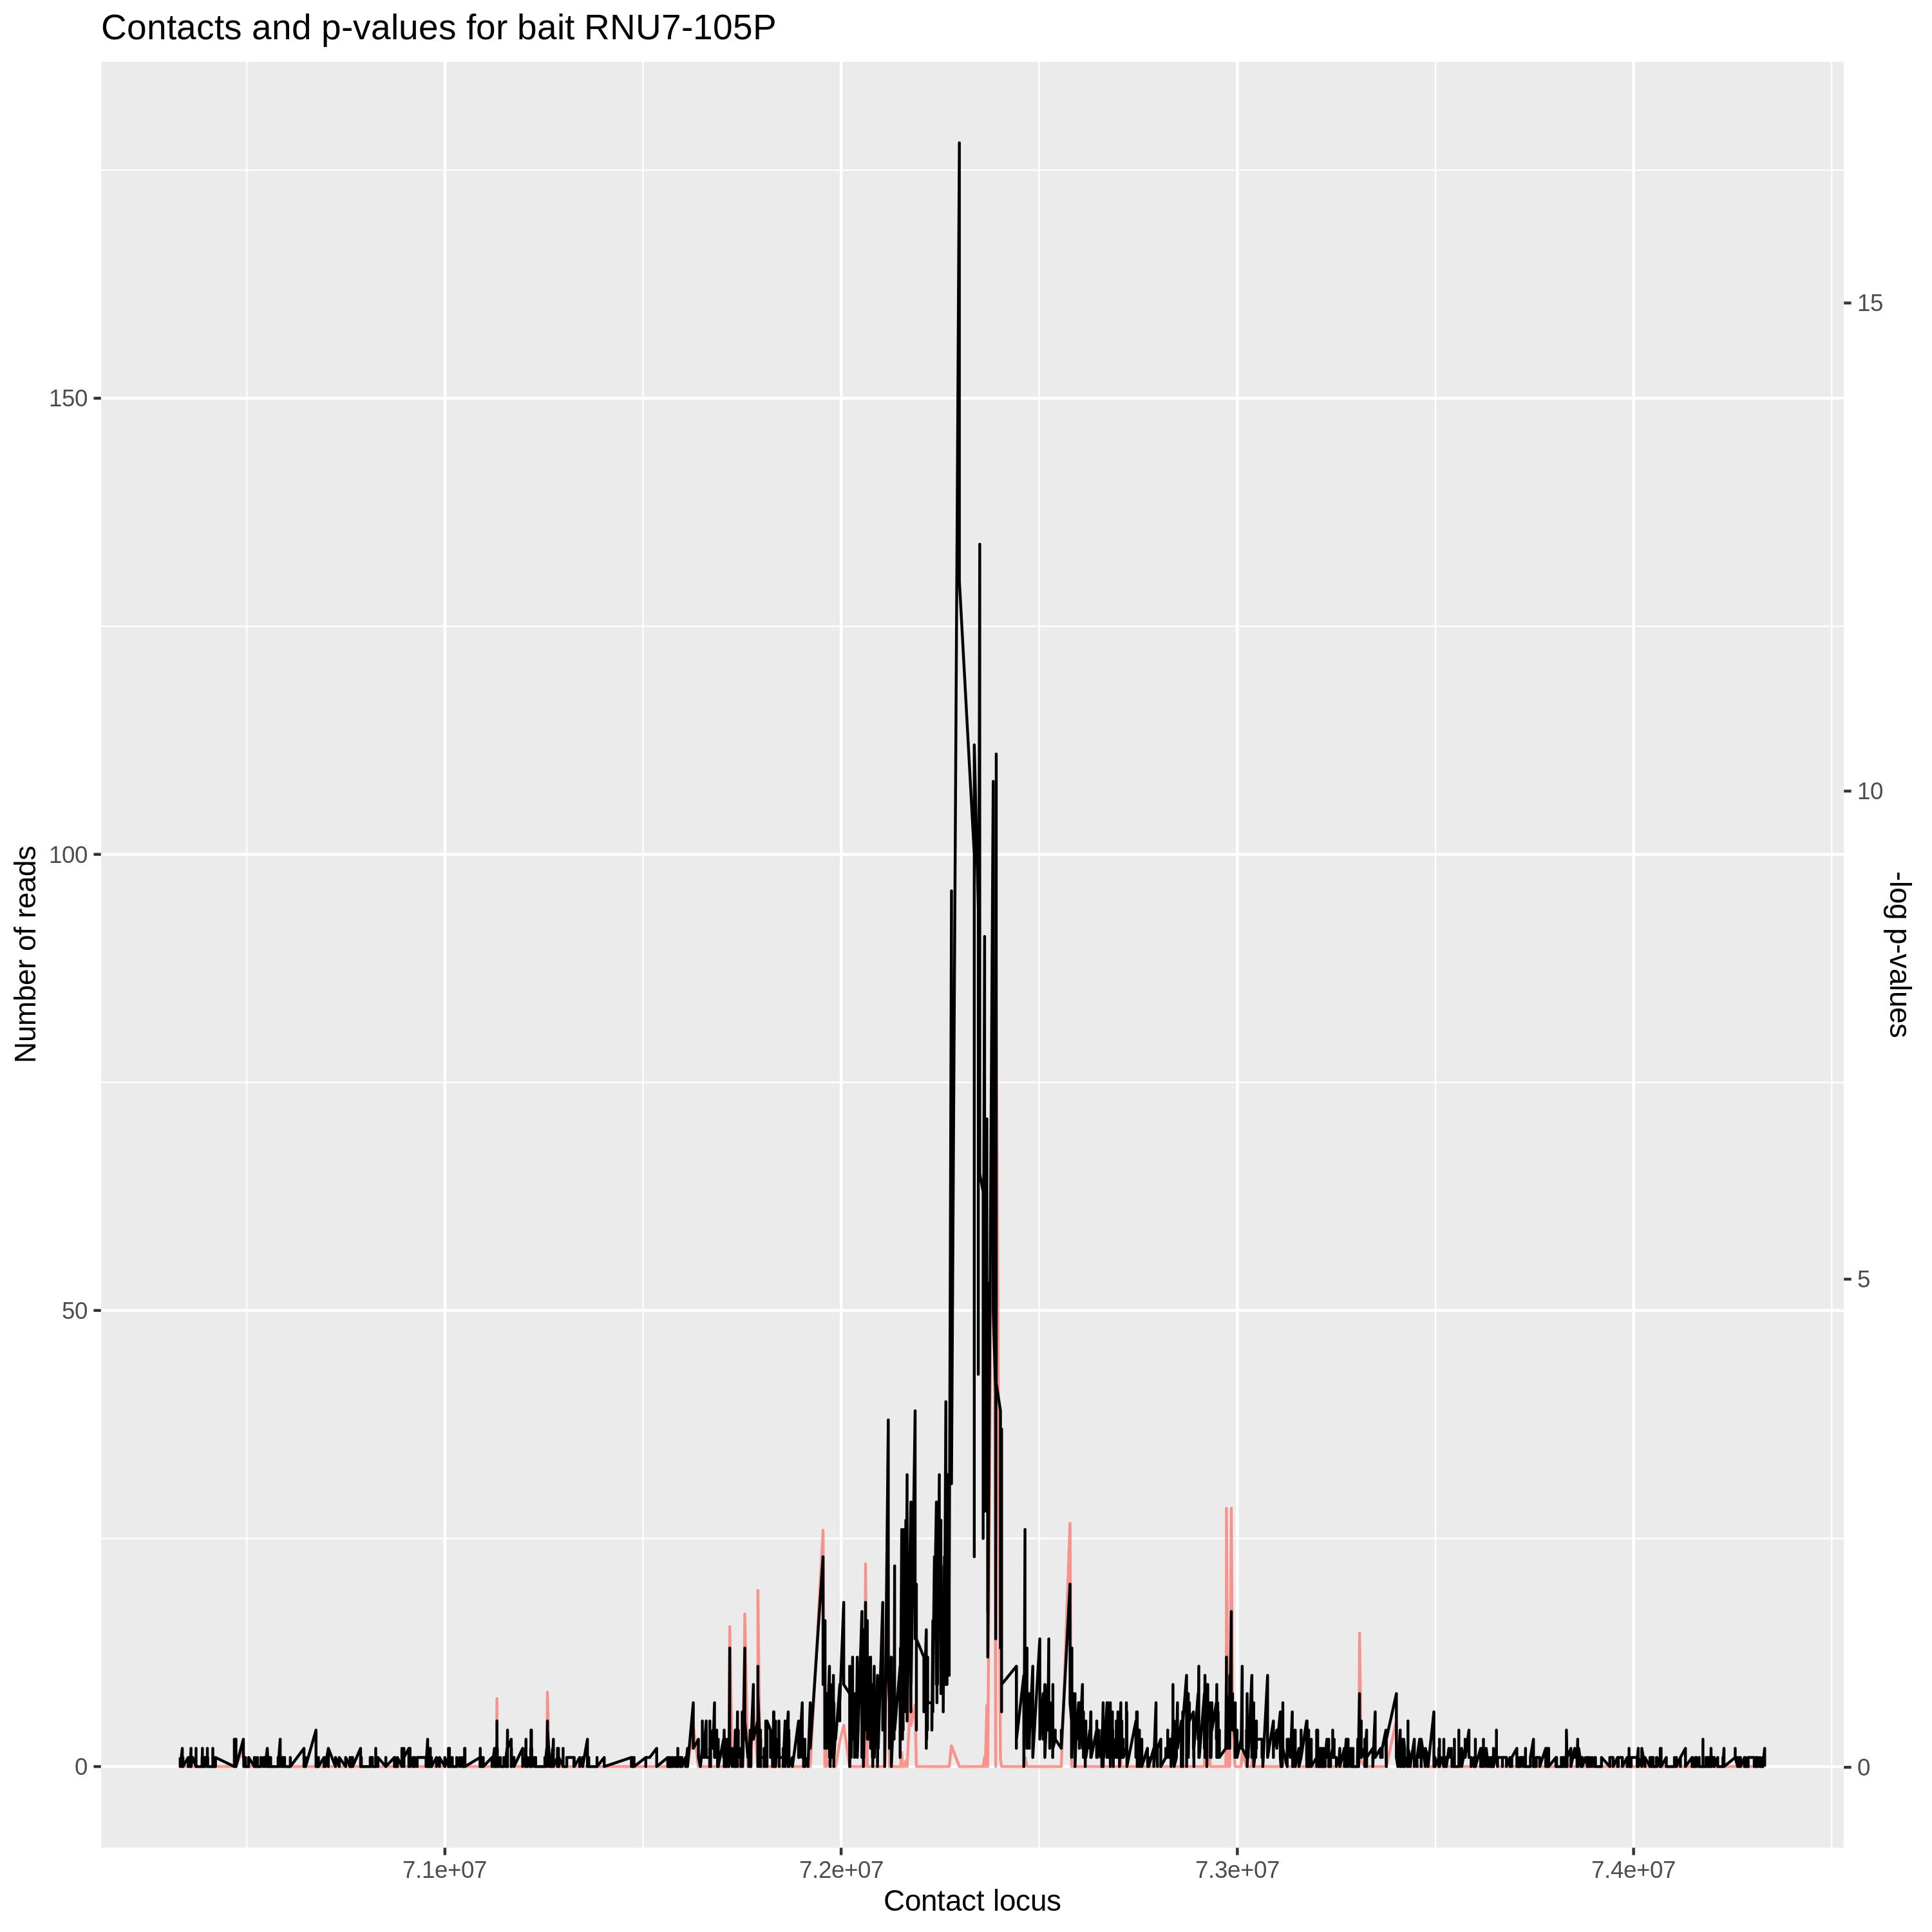 Contacts and p-values for bait RNU7-105P
150
100
50
0
Number of reads
15
10
5
0
-log p-values
7.1e+07
7.2e+07
7.3e+07
7.4e+07
Contact locus